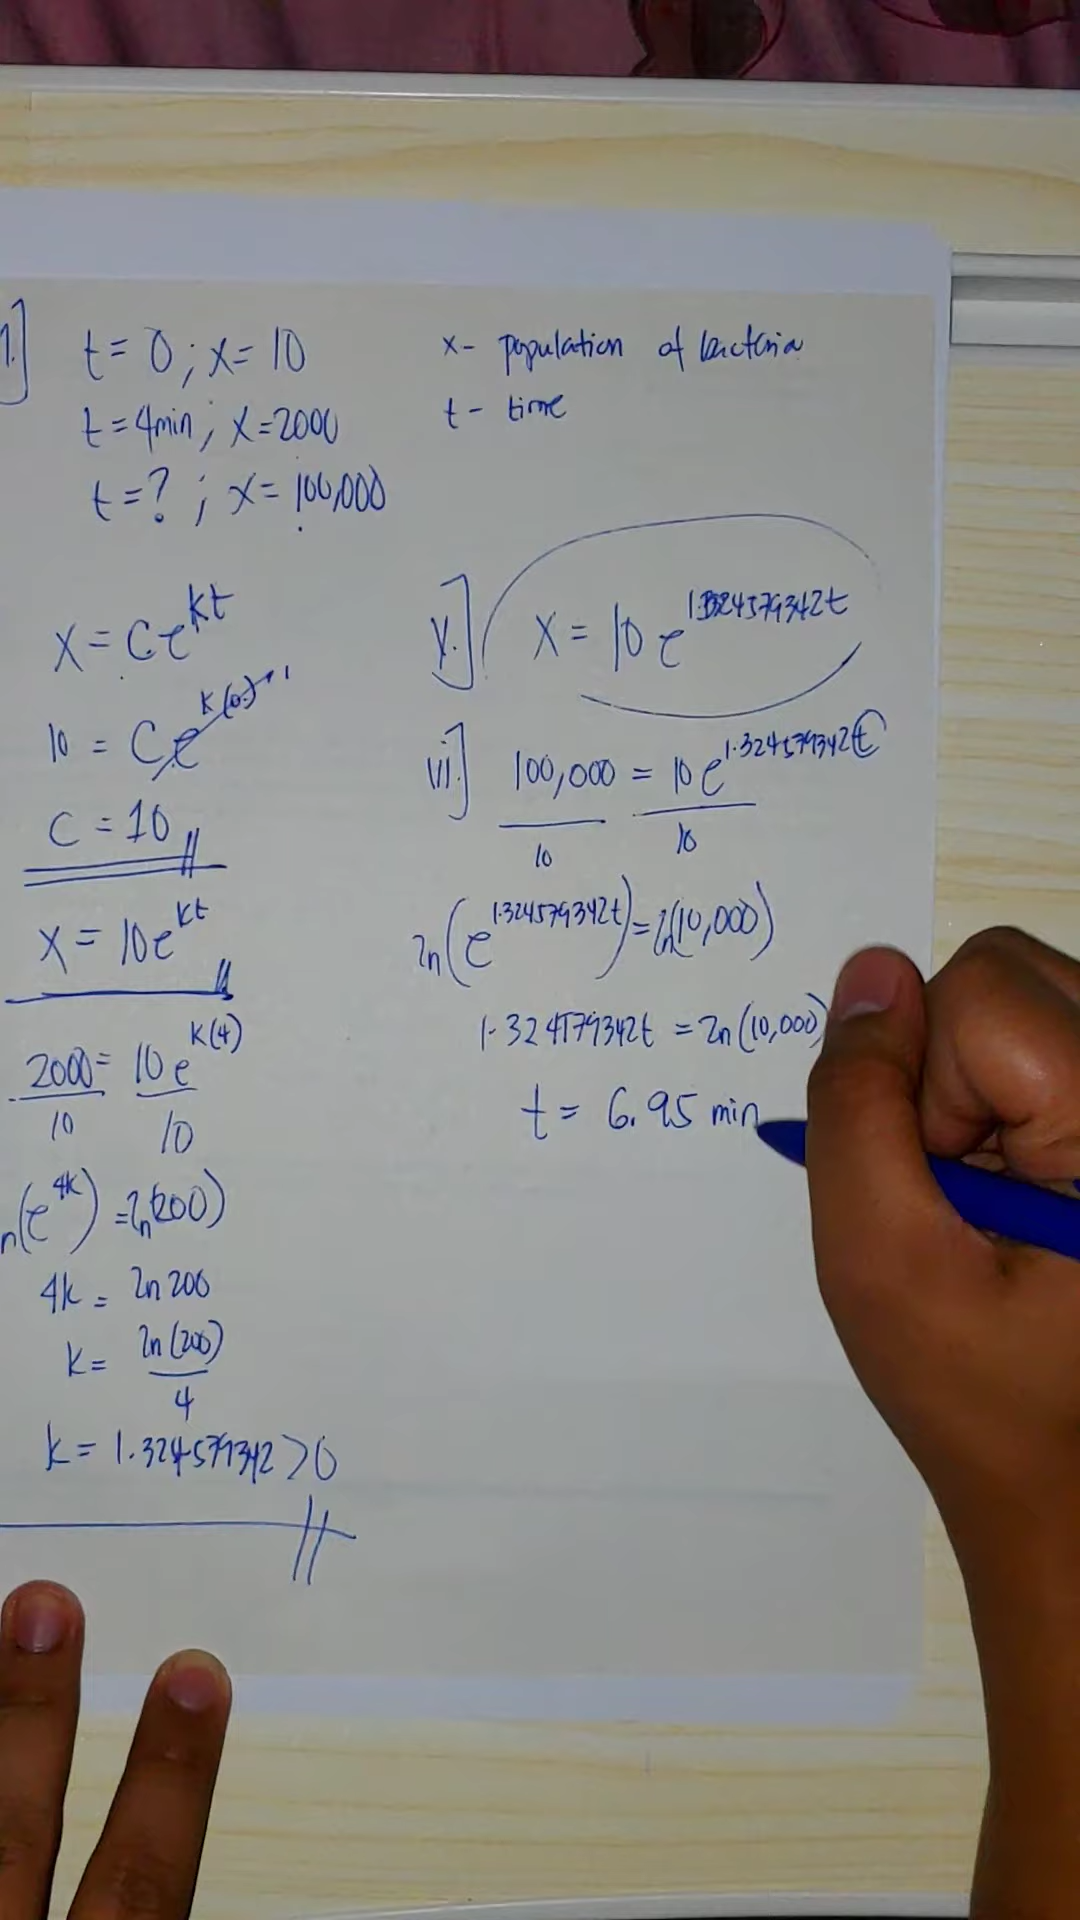 1.]
t = 0 ; x = 10
t = 4min ; x = 2000
t = ? ; x = 100,000
x - population of bacteria
t - time
x = Ce^kt
10 = Ce^k(0) 1
C = 10
x = 10e^kt
2000 = 10e^k(4)
10 10
ln(e^4k) = ln(200)
4k = ln 200
k = ln(200)
4
k = 1.324579342 > 0
v.] x = 10e^1.324579342t
vi.] 100,000 = 10e^1.324579342t
10 10
ln(e^1.324579342t) = ln(10,000)
1.324579342t = ln(10,000)
t = 6.95 min